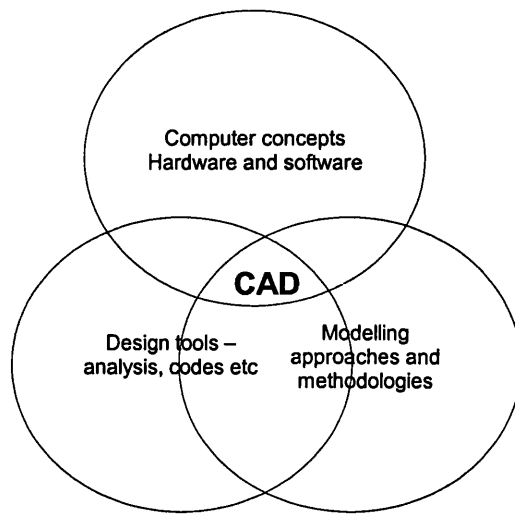 Computer concepts
Hardware and software
CAD
Design tools –
analysis, codes etc
Modelling
approaches and
methodologies